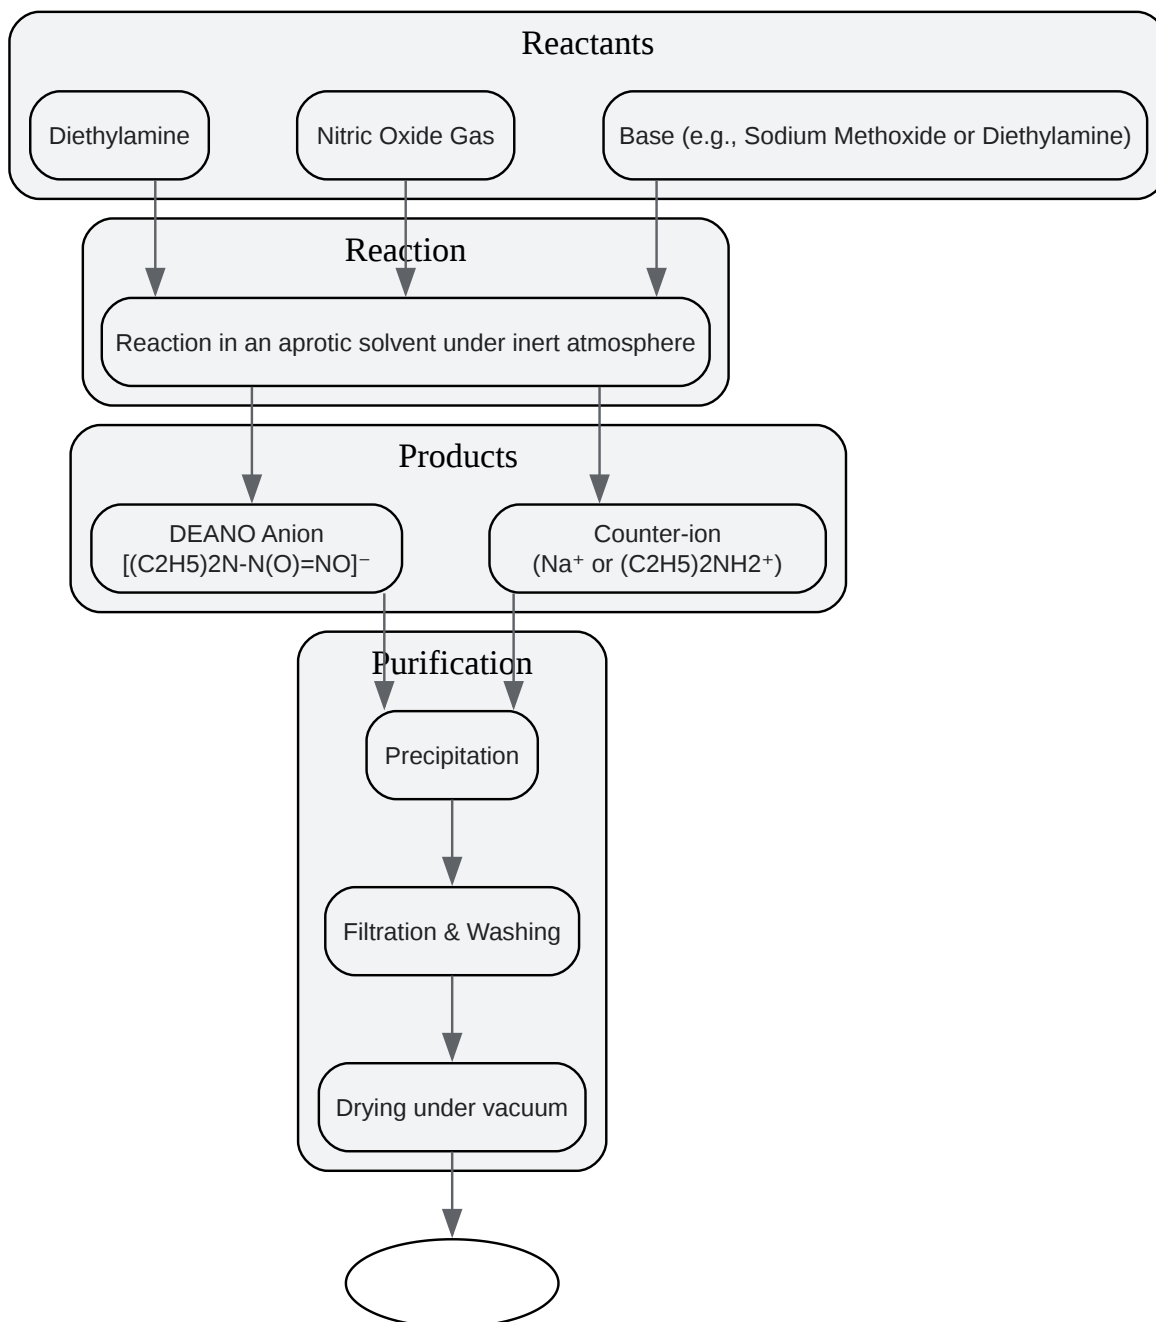 Reactants
Diethylamine
Nitric Oxide Gas
Base (e.g., Sodium Methoxide or Diethylamine)
Reaction
Reaction in an aprotic solvent under inert atmosphere
Products
DEANO Anion
[(C2H5)2N-N(O)=NO]⁻
Counter-ion
(Na⁺ or (C2H5)2NH2⁺)
Purification
Precipitation
Filtration & Washing
Drying under vacuum